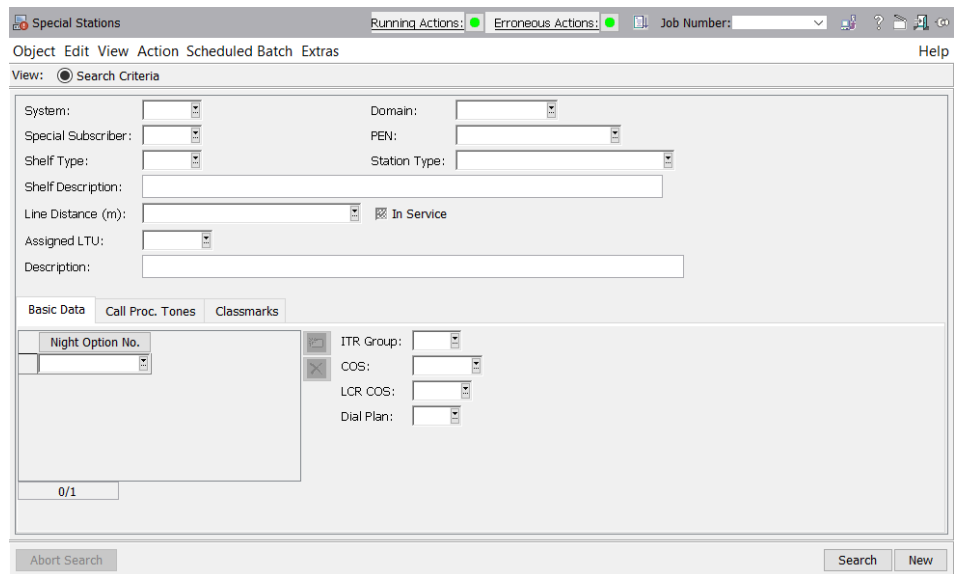 Special Stations Running Actions: Erroneous Actions: Job Number:
Object Edit View Action Scheduled Batch Extras Help
View: Search Criteria
System: Domain:
Special Subscriber: PEN:
Shelf Type: Station Type:
Shelf Description:
Line Distance (m): In Service
Assigned LTU:
Description:
Basic Data Call Proc. Tones Classmarks
Night Option No. ITR Group:
COS:
LCR COS:
Dial Plan:
0/1
Abort Search Search New